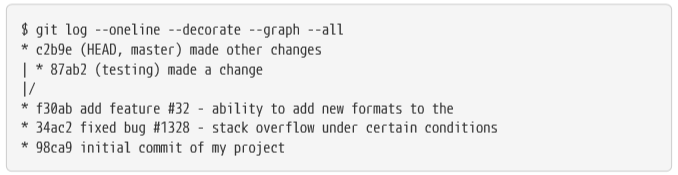 $ git log --oneline --decorate --graph --all
* c2b9e (HEAD, master) made other changes
| * 87ab2 (testing) made a change
|/
* f30ab add feature #32 - ability to add new formats to the
* 34ac2 fixed bug #1328 - stack overflow under certain conditions
* 98ca9 initial commit of my project